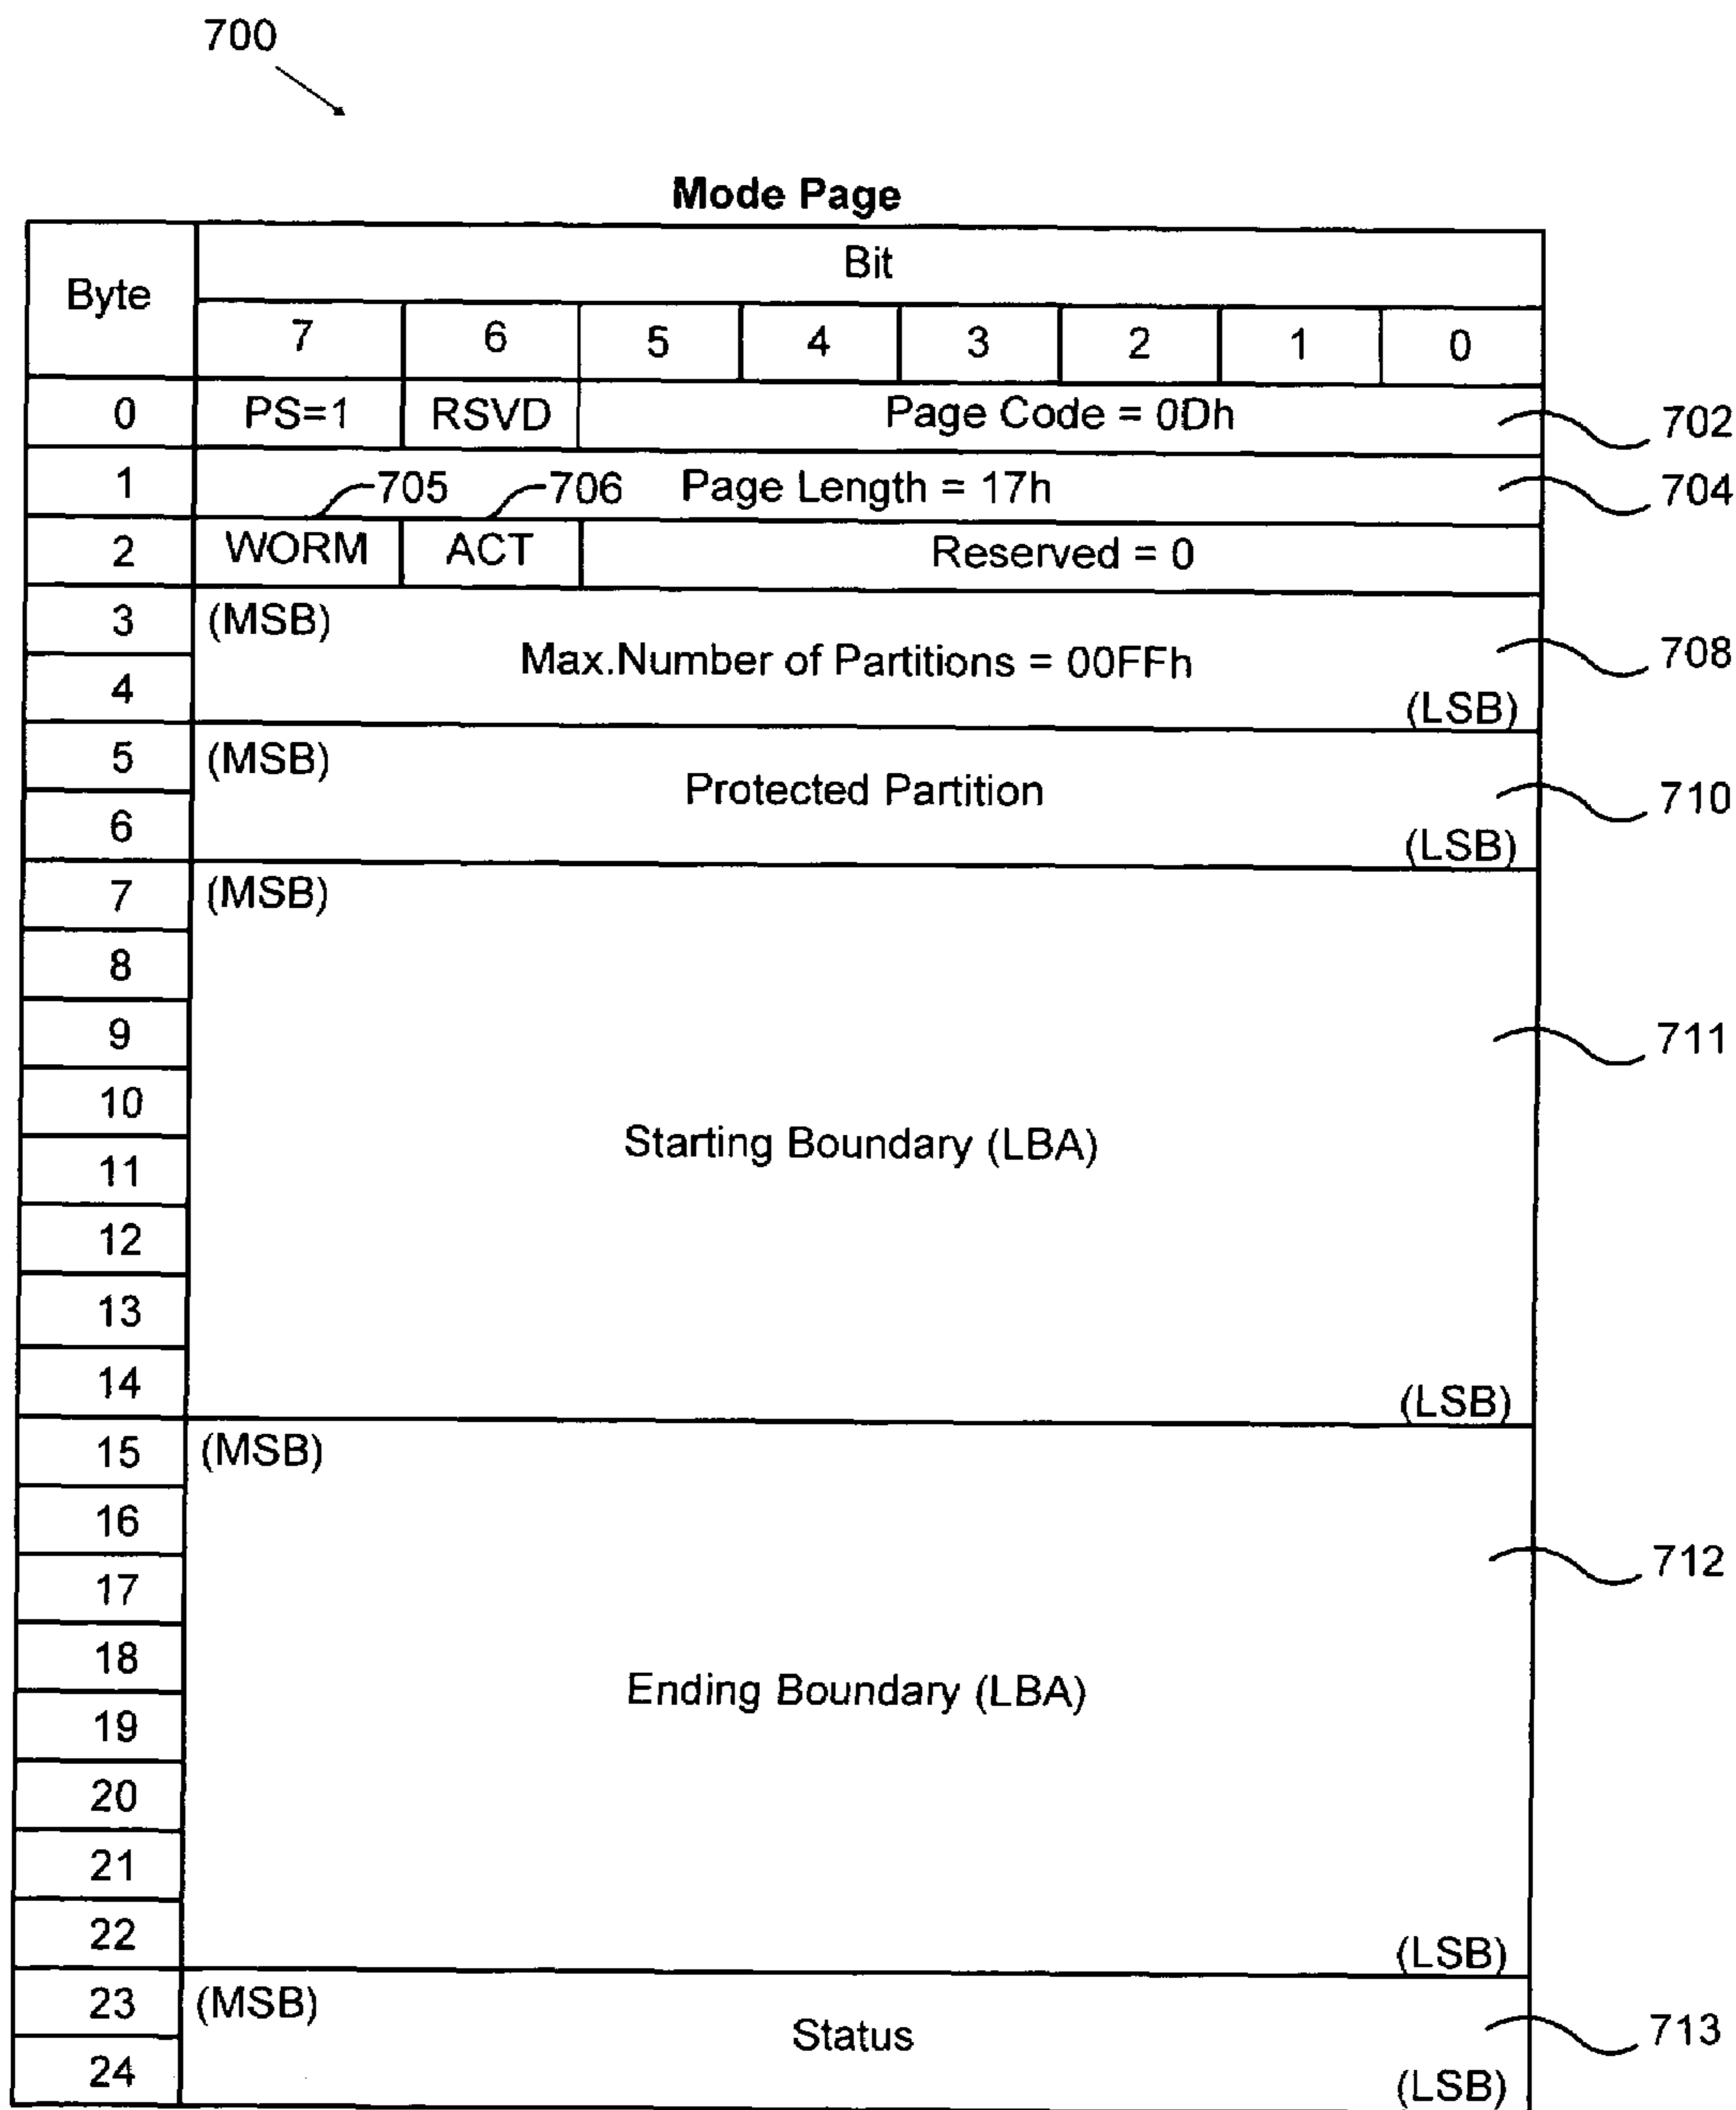 700
Mode Page
Byte Bit
7 6 5 4 3 2 1 0
0 PS=1 RSVD Page Code = 0Dh 702
1 705 706 Page Length = 17h 704
2 WORM ACT Reserved = 0
3 (MSB)
Max.Number of Partitions = 00FFh 708
4 (LSB)
5 (MSB)
Protected Partition 710
6 (LSB)
7 (MSB)
8
9 711
10
11 Starting Boundary (LBA)
12
13
14 (LSB)
15 (MSB)
16
17 712
18
19 Ending Boundary (LBA)
20
21
22 (LSB)
23 (MSB)
Status 713
24 (LSB)